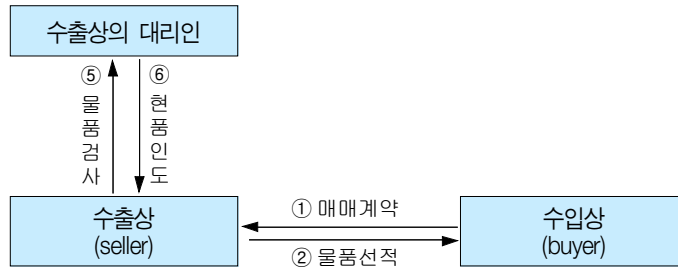 수출상의 대리인
⑤ 물품검사
⑥ 현품인도
수출상
(seller)
① 매매계약
② 물품선적
수입상
(buyer)